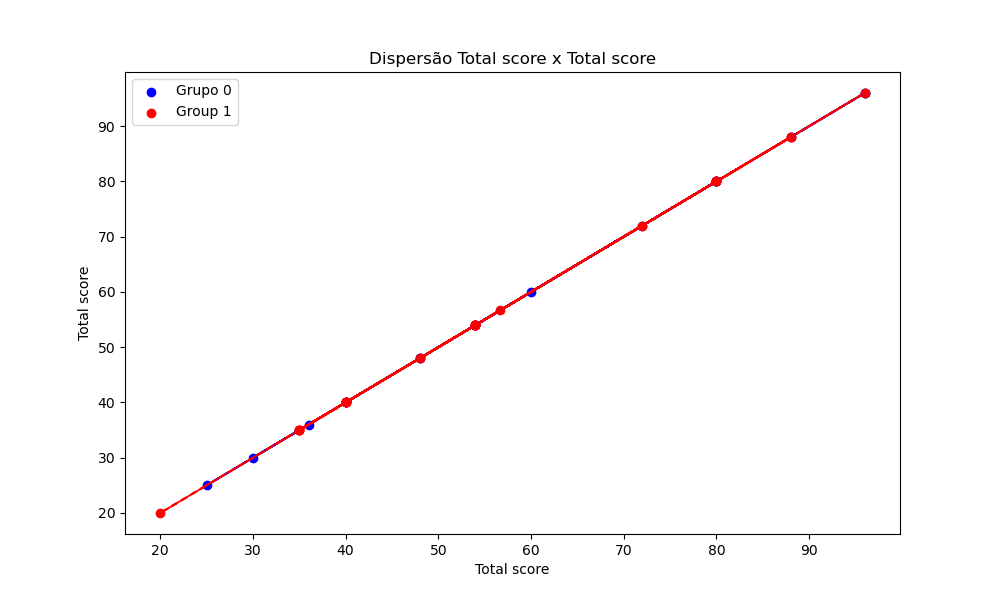 Dispersão Total score x Total score
Grupo 0
Group 1
Total score
90
80
70
60
50
40
30
20
20 30 40 50 60 70 80 90
Total score